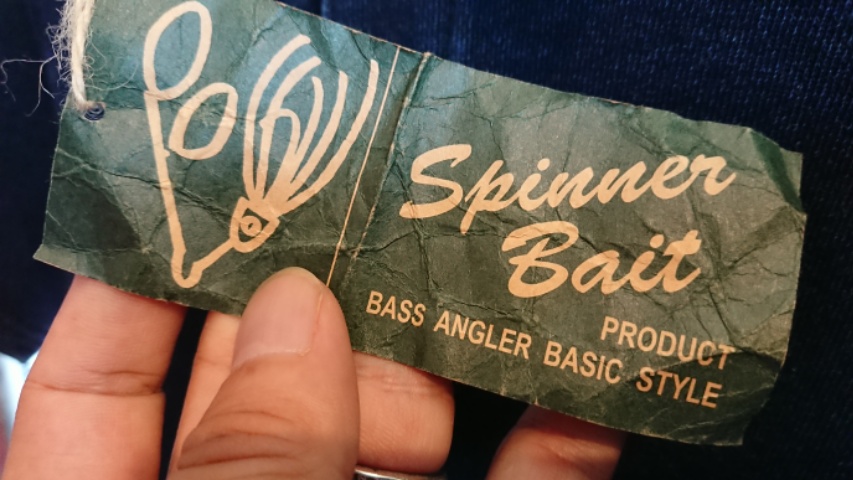 Spinner
Bait
PRODUCT
BASS ANGLER BASIC STYLE